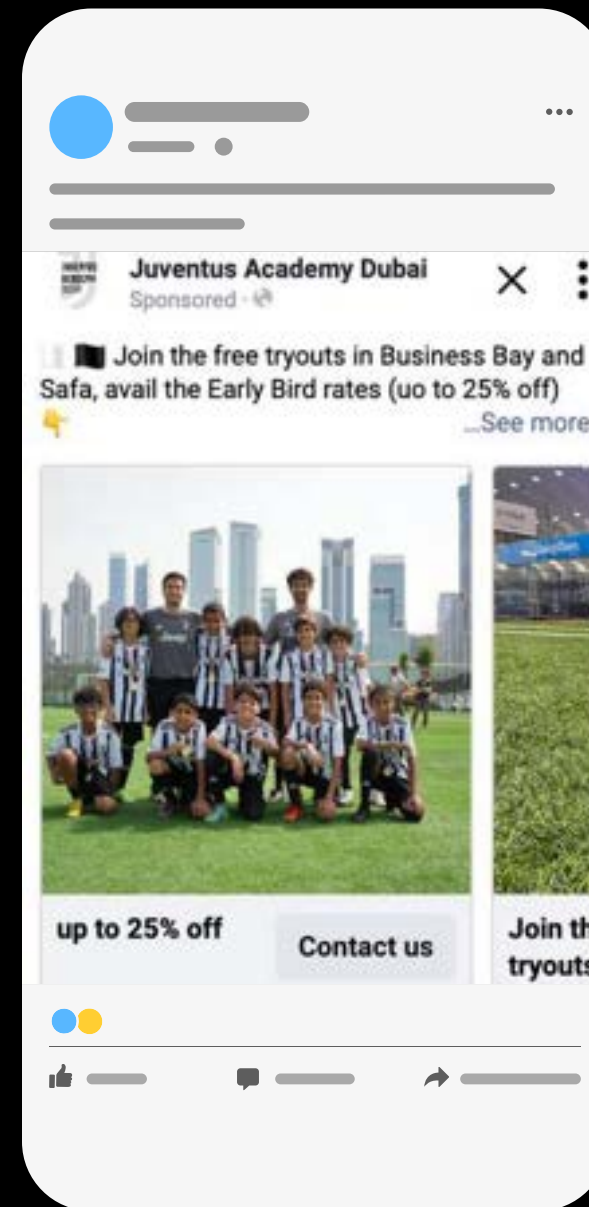 Juventus Academy Dubai
Sponsored ·
Join the free tryouts in Business Bay and
Safa, avail the Early Bird rates (uo to 25% off)
...See more
up to 25% off
Contact us
Join th
tryouts